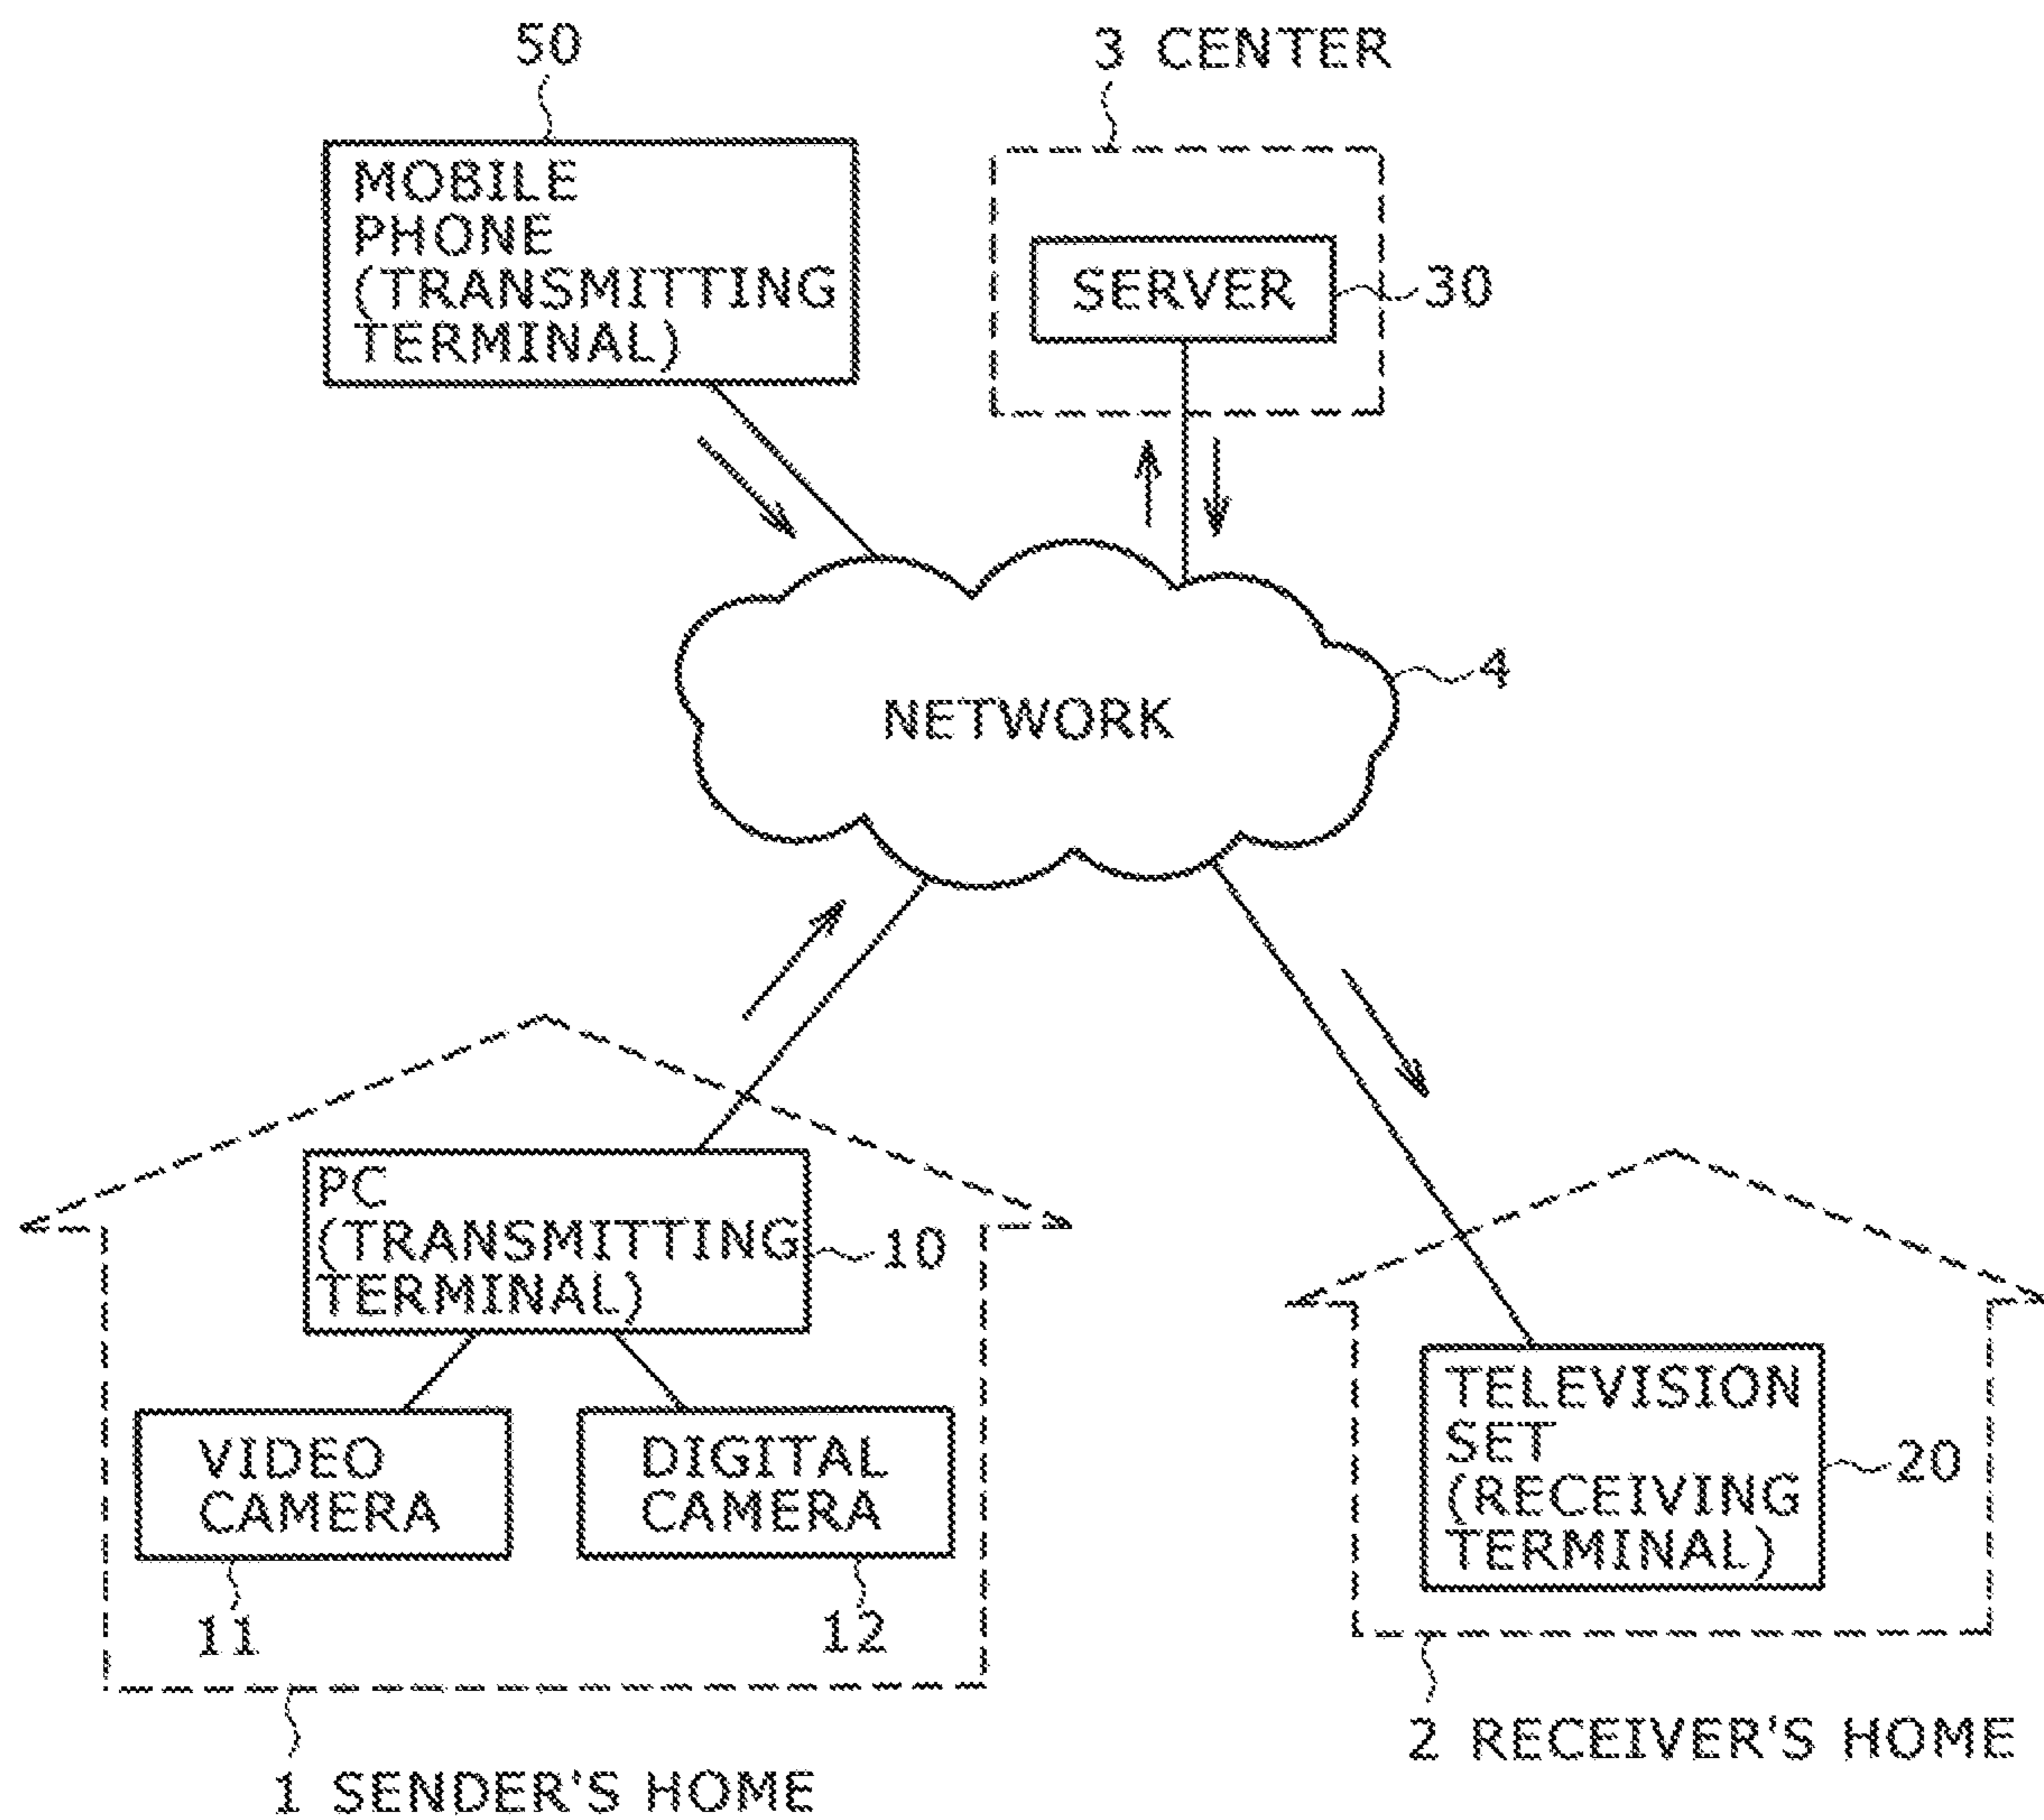 50
3 CENTER
MOBILE
PHONE
(TRANSMITTING
TERMINAL)
SERVER
30
4
NETWORK
PC
(TRANSMITTING
TERMINAL)
10
VIDEO
CAMERA
DIGITAL
CAMERA
11
12
TELEVISION
SET
(RECEIVING
TERMINAL)
20
1 SENDER'S HOME
2 RECEIVER'S HOME